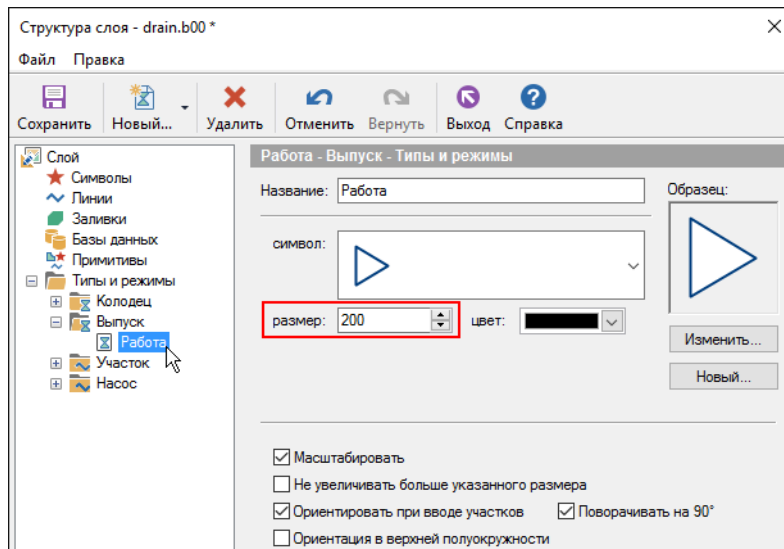 Структура слоя - drain.b00 *
Файл Правка
Сохранить Новый... Удалить Отменить Вернуть Выход Справка
Слой
Символы
Линии
Заливки
Базы данных
Примитивы
Типы и режимы
Колодец
Выпуск
Работа
Участок
Насос
Работа - Выпуск - Типы и режимы
Название: Работа
Образец:
символ:
размер: 200 цвет:
Изменить...
Новый...
Масштабировать
Не увеличивать больше указанного размера
Ориентировать при вводе участков Поворачивать на 90°
Ориентация в верхней полуокружности